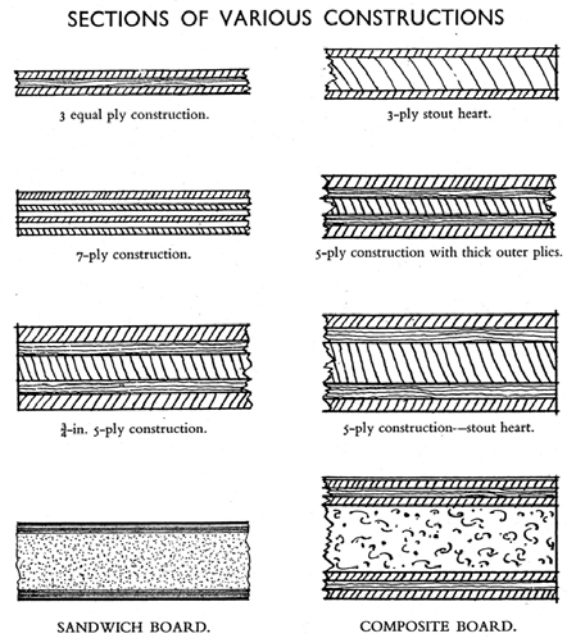 SECTIONS OF VARIOUS CONSTRUCTIONS
3 equal ply construction.
3-ply stout heart.
7-ply construction.
5-ply construction with thick outer plies.
¾-in. 5-ply construction.
5-ply construction—stout heart.
SANDWICH BOARD.
COMPOSITE BOARD.